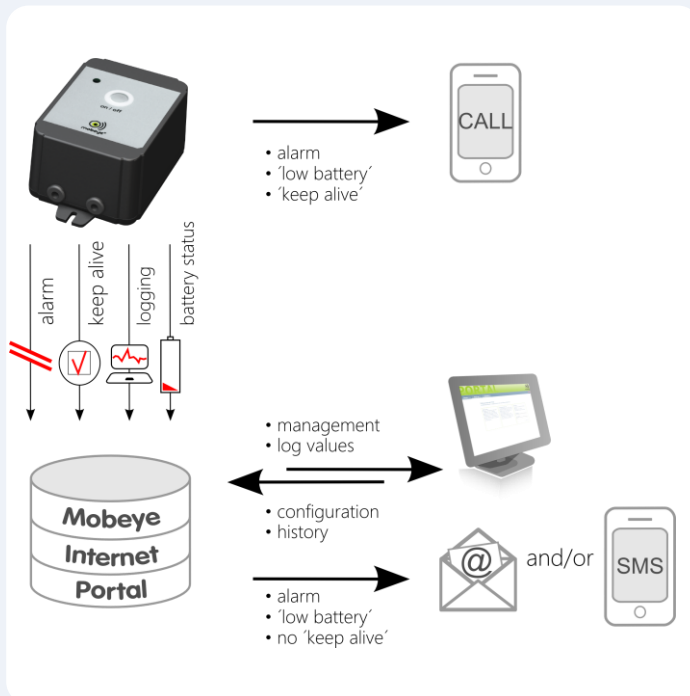 on / off
mobeye
CALL
• alarm
• ´low battery´
• ´keep alive´
alarm
keep alive
logging
battery status
PORTAL
• management
• log values
• configuration
• history
Mobeye
Internet
Portal
@
and/or
SMS
• alarm
• ´low battery´
• no ´keep alive´